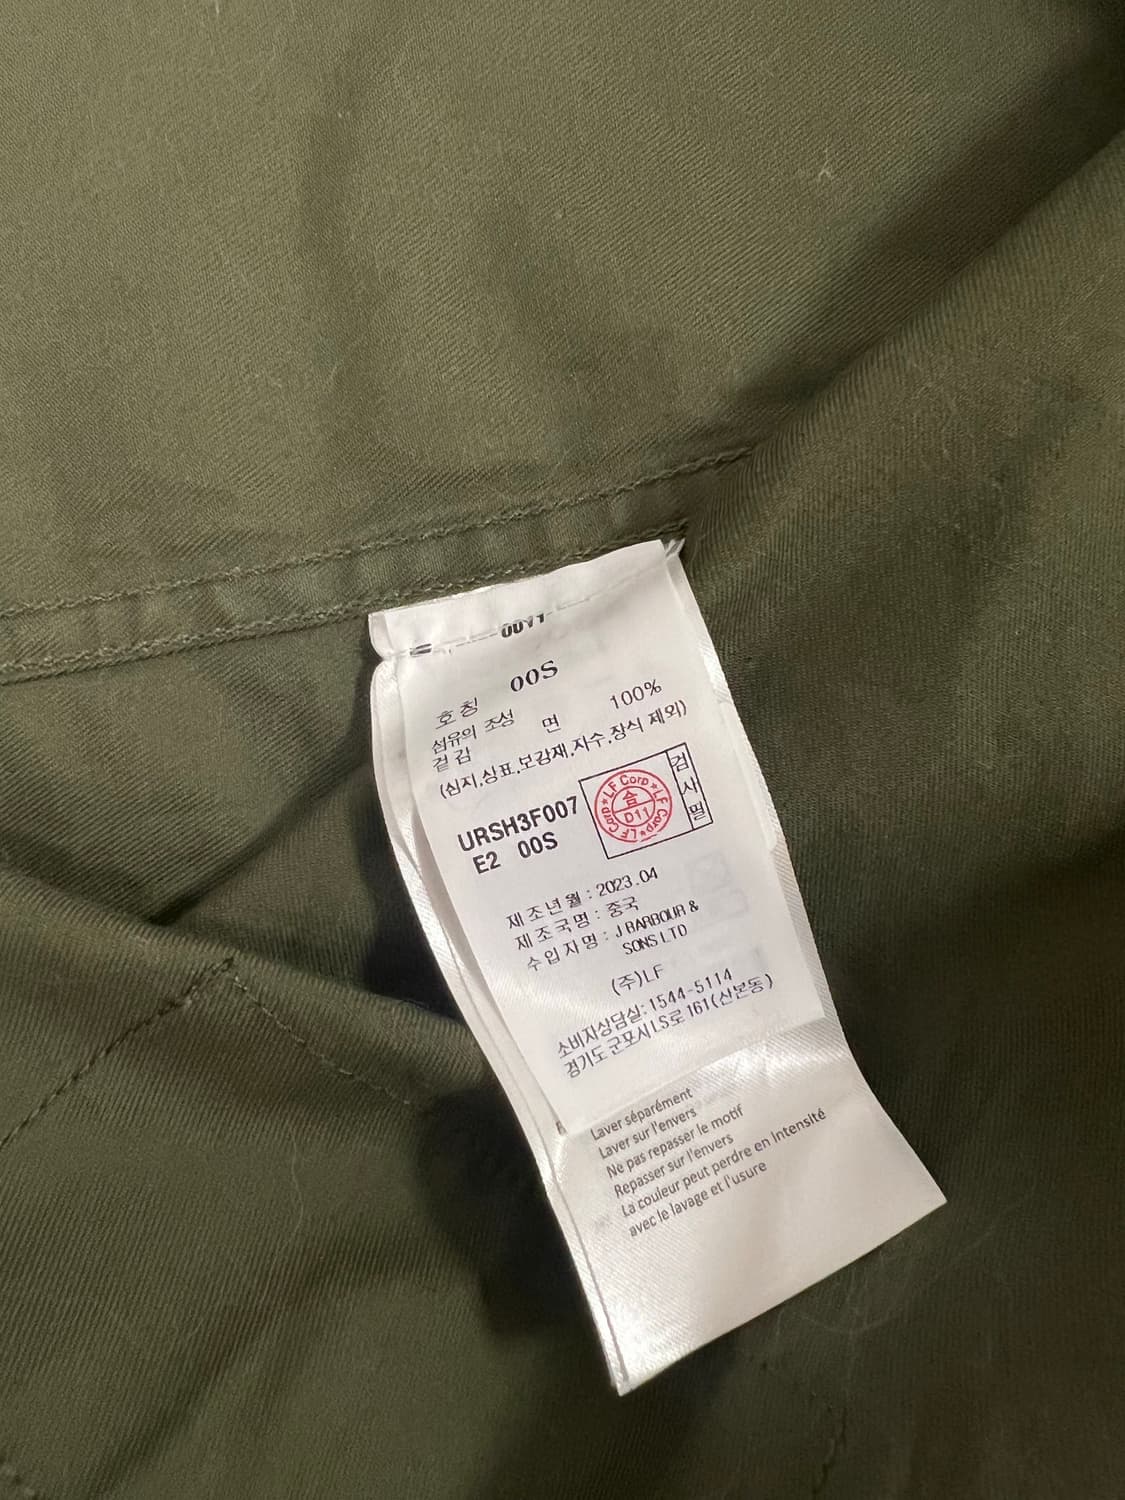 00S
호칭
섬유의 조성
겉감 면 100%
(심지,상표,보강재,자수,장식 제외)
URSH3F007
E2 00S
LF Corp★LF Corp★LF Corp★
合
D11
검사필
제조년월 : 2023.04
제조국명 : 중국
수입자명 : J BARBOUR &
SONS LTD
(주)LF
소비자상담실: 1544-5114
경기도 군포시 LS로 161(산본동)
Laver séparément
Laver sur l'envers
Ne pas repasser le motif
Repasser sur l'envers
La couleur peut perdre en intensité
avec le lavage et l'usure